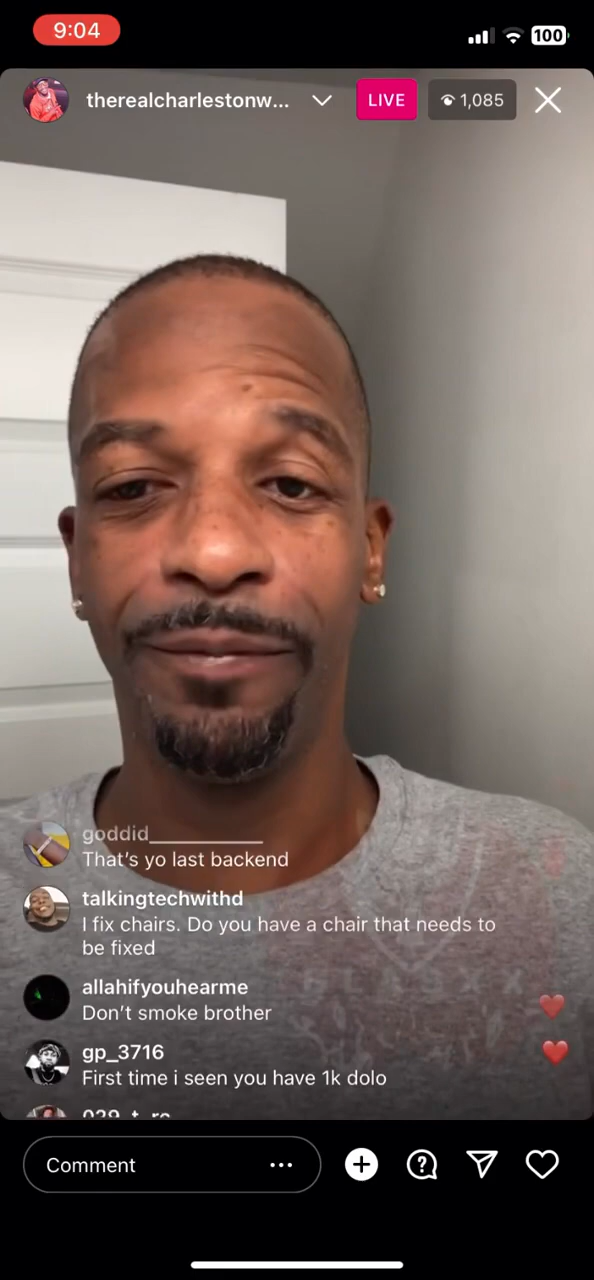 9:04
100
therealcharlestonw...
LIVE
1,085
goddid__________
That's yo last backend
talkingtechwithd
I fix chairs. Do you have a chair that needs to
be fixed
allahifyouhearme
Don't smoke brother
gp_3716
First time i seen you have 1k dolo
Comment